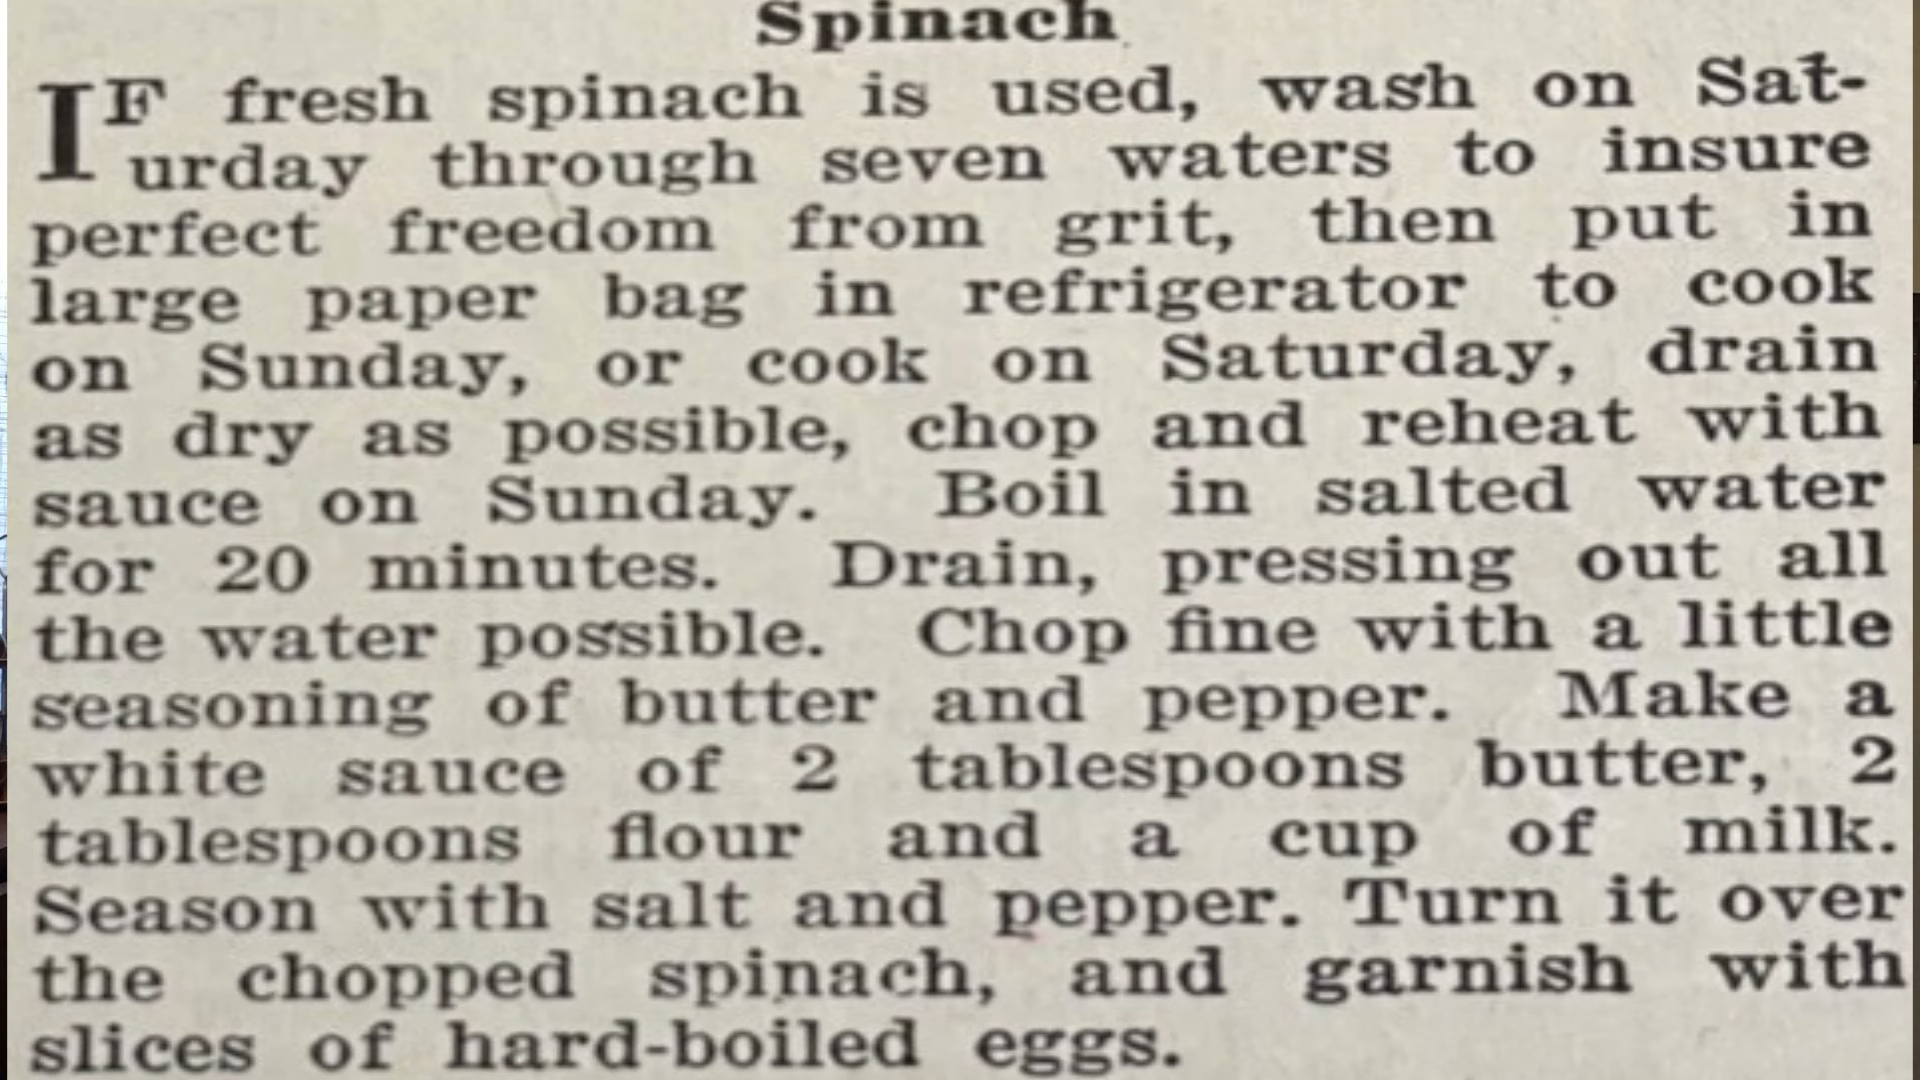 Spinach
IF fresh spinach is used, wash on Sat-
urday through seven waters to insure
perfect freedom from grit, then put in
large paper bag in refrigerator to cook
on Sunday, or cook on Saturday, drain
as dry as possible, chop and reheat with
sauce on Sunday. Boil in salted water
for 20 minutes. Drain, pressing out all
the water possible. Chop fine with a little
seasoning of butter and pepper. Make a
white sauce of 2 tablespoons butter, 2
tablespoons flour and a cup of milk.
Season with salt and pepper. Turn it over
the chopped spinach, and garnish with
slices of hard-boiled eggs.